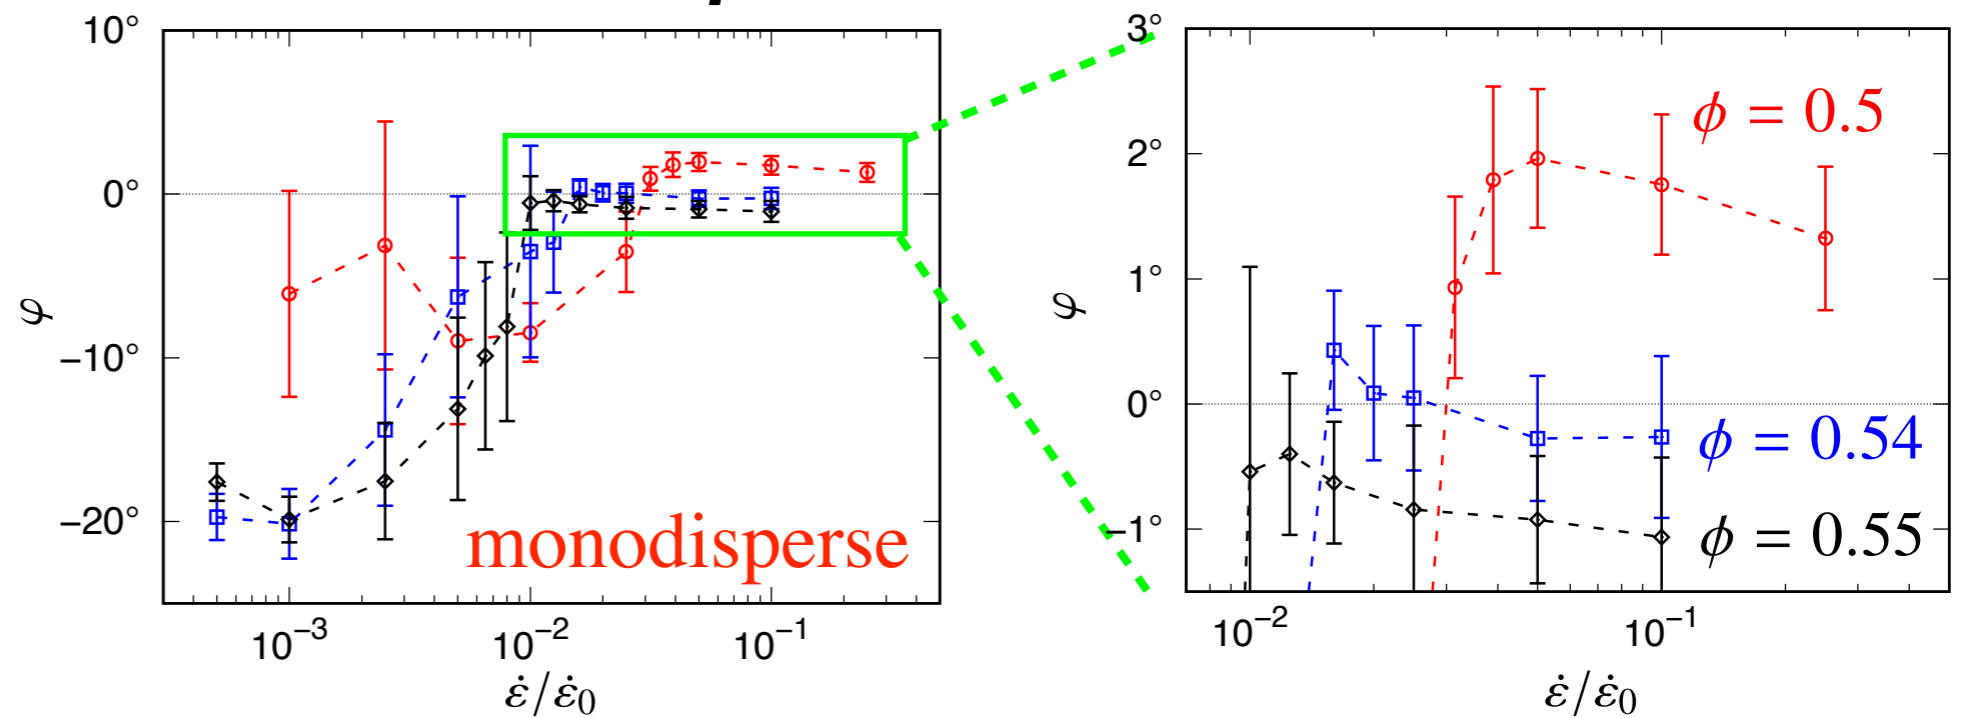 10°
0°
−10°
−20°
φ
10⁻³
10⁻²
10⁻¹
ε̇/ε̇₀
monodisperse
3°
2°
1°
0°
−1°
φ
10⁻²
10⁻¹
ε̇/ε̇₀
ϕ = 0.5
ϕ = 0.54
ϕ = 0.55